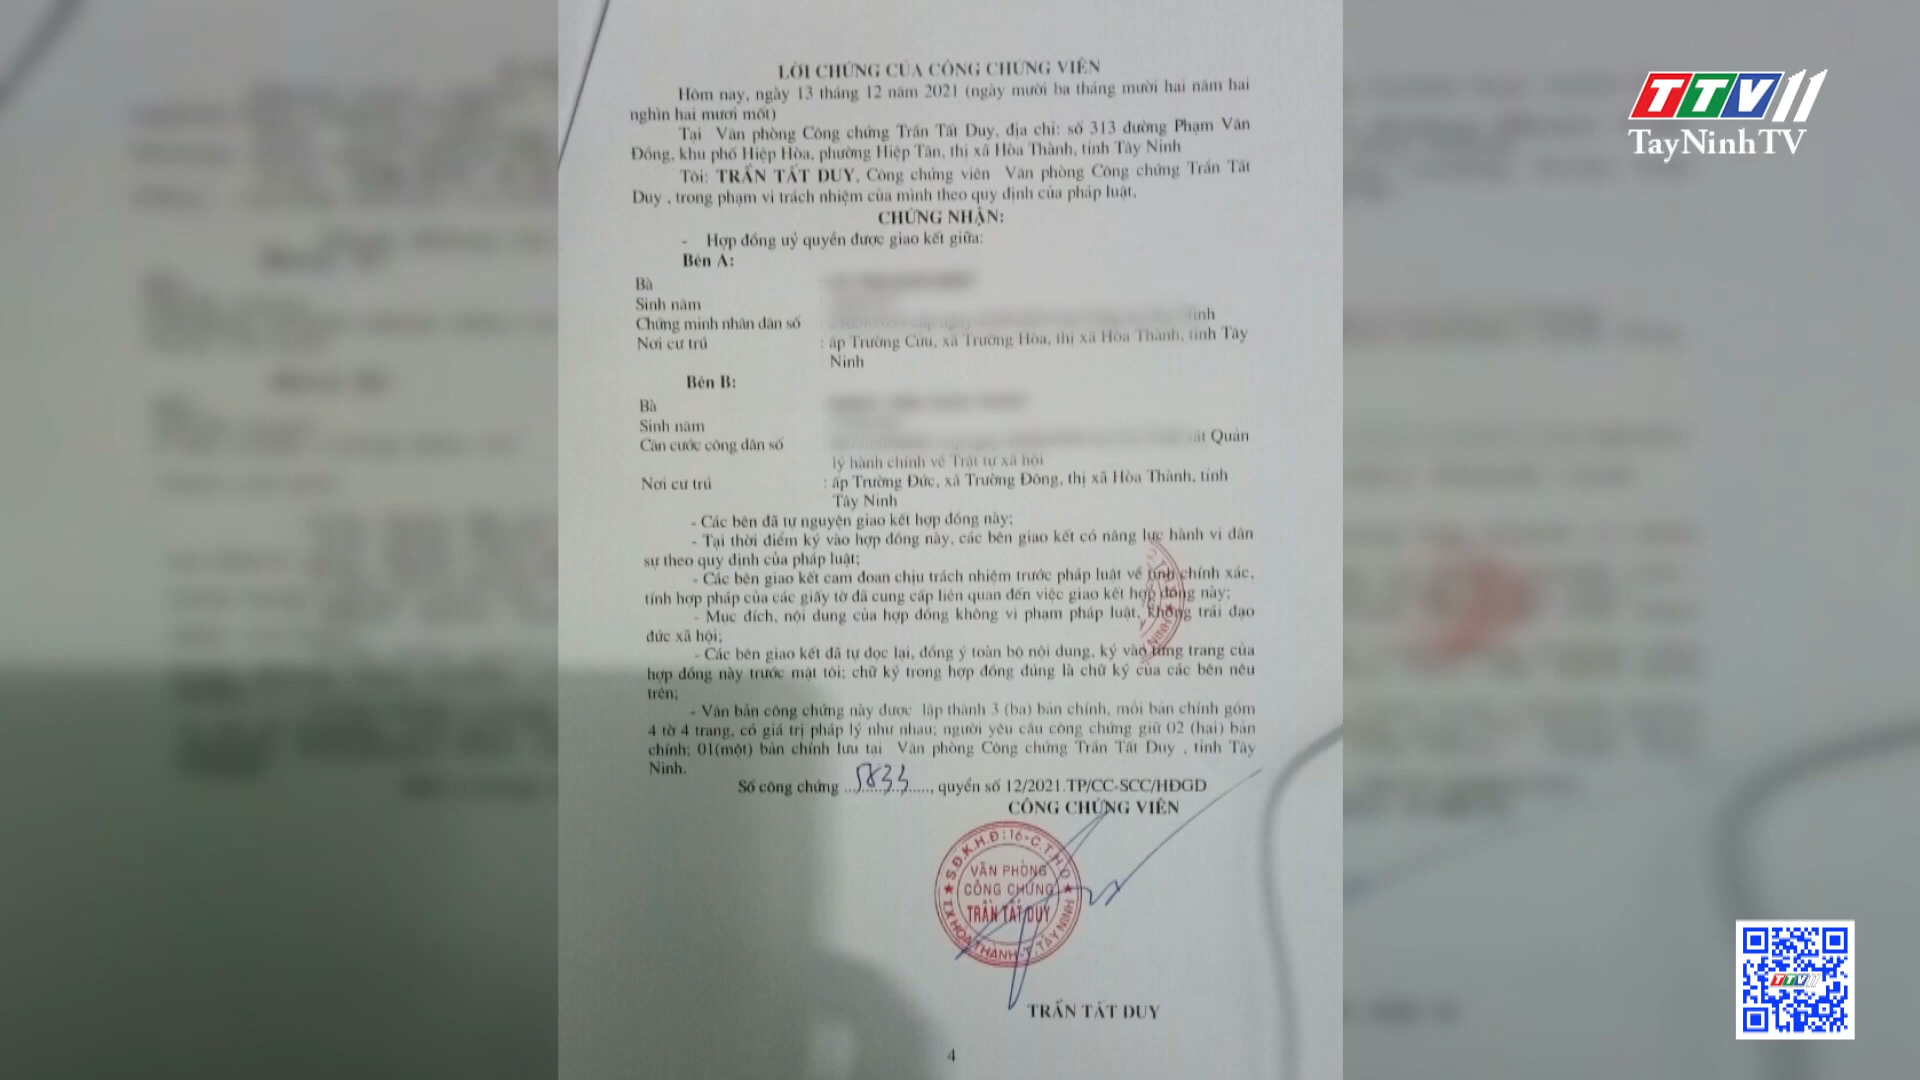 LỜI CHỨNG CỦA CÔNG CHỨNG VIÊN
Hôm nay, ngày 13 tháng 12 năm 2021 (ngày mười ba tháng mười hai năm hai
nghìn hai mươi mốt)
Tại Văn phòng Công chứng Trần Tất Duy, địa chỉ: số 313 đường Phạm Văn
Đồng, khu phố Hiệp Hòa, phường Hiệp Tân, thị xã Hòa Thành, tỉnh Tây Ninh
Tôi: TRẦN TẤT DUY, Công chứng viên Văn phòng Công chứng Trần Tất
Duy , trong phạm vi trách nhiệm của mình theo quy định của pháp luật,
CHỨNG NHẬN:
- Hợp đồng uỷ quyền được giao kết giữa:
Bên A:
Bà
Sinh năm
Chứng minh nhân dân số
Ninh
Nơi cư trú : ấp Trường Cửu, xã Trường Hòa, thị xã Hòa Thành, tỉnh Tây
Ninh
Bên B:
Bà
Sinh năm
Căn cước công dân số
Quản
lý hành chính về Trật tự xã hội
Nơi cư trú : ấp Trường Đức, xã Trường Đông, thị xã Hòa Thành, tỉnh
Tây Ninh
- Các bên đã tự nguyện giao kết hợp đồng này;
- Tại thời điểm ký vào hợp đồng này, các bên giao kết có năng lực hành vi dân
sự theo quy định của pháp luật;
- Các bên giao kết cam đoan chịu trách nhiệm trước pháp luật về tính chính xác,
tính hợp pháp của các giấy tờ đã cung cấp liên quan đến việc giao kết hợp đồng này;
- Mục đích, nội dung của hợp đồng không vi phạm pháp luật, không trái đạo
đức xã hội;
- Các bên giao kết đã tự đọc lại, đồng ý toàn bộ nội dung, ký vào từng trang của
hợp đồng này trước mặt tôi; chữ ký trong hợp đồng đúng là chữ ký của các bên nêu
trên;
- Văn bản công chứng này được lập thành 3 (ba) bản chính, mỗi bản chính gồm
4 tờ 4 trang, có giá trị pháp lý như nhau; người yêu cầu công chứng giữ 02 (hai) bản
chính; 01(một) bản chính lưu tại Văn phòng Công chứng Trần Tất Duy , tỉnh Tây
Ninh.
Số công chứng ..5833...., quyển số 12/2021.TP/CC-SCC/HĐGD
CÔNG CHỨNG VIÊN
S.Đ.K.H.Đ:16-C.T.H.D
VĂN PHÒNG
CÔNG CHỨNG
TRẦN TẤT DUY
T.X HÒA THÀNH-T.TÂY NINH
TRẦN TẤT DUY
4
TTV11
TayNinhTV
TTV11